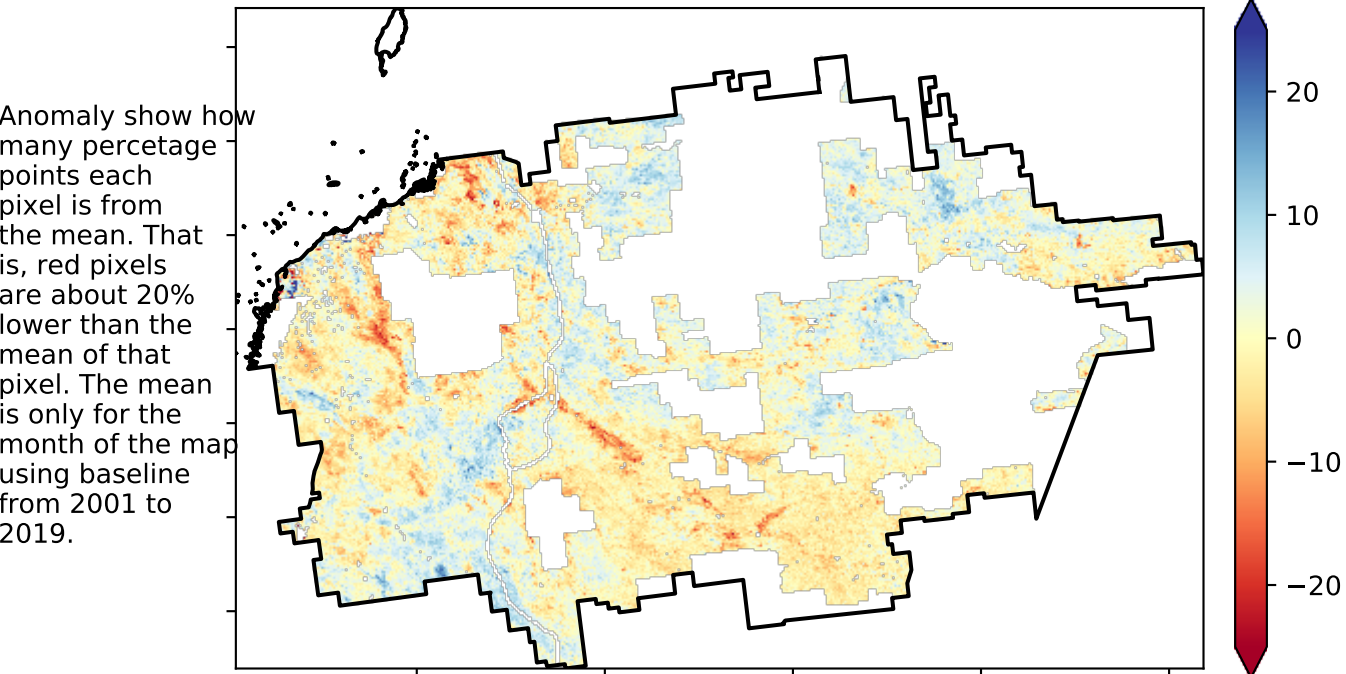 Anomaly show how
many percetage
points each
pixel is from
the mean. That
is, red pixels
are about 20%
lower than the
mean of that
pixel. The mean
is only for the
month of the map
using baseline
from 2001 to
2019.
20
10
0
−10
−20